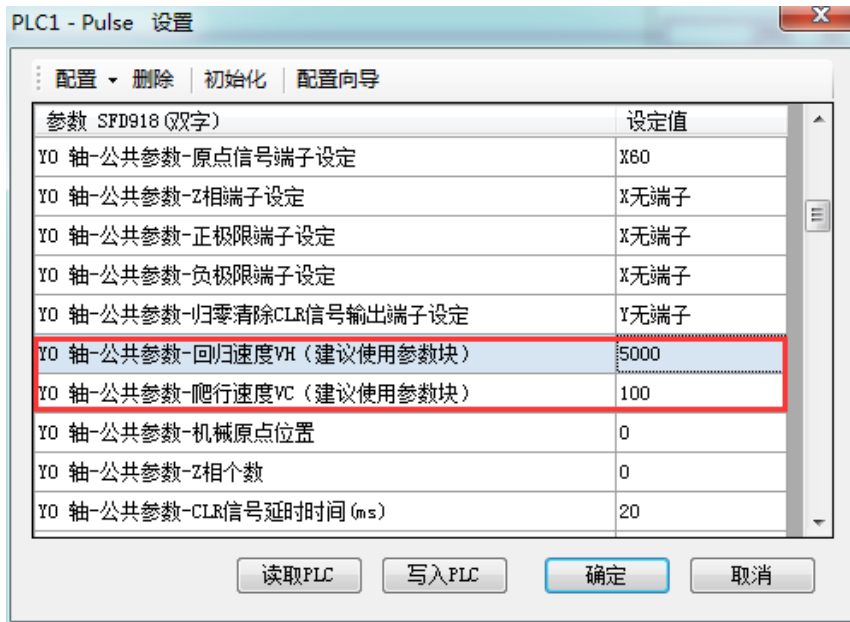 PLC1 - Pulse 设置
配置 删除 初始化 配置向导
参数 SFD918(双字) 设定值
Y0 轴-公共参数-原点信号端子设定 X60
Y0 轴-公共参数-Z相端子设定 X无端子
Y0 轴-公共参数-正极限端子设定 X无端子
Y0 轴-公共参数-负极限端子设定 X无端子
Y0 轴-公共参数-归零清除CLR信号输出端子设定 Y无端子
Y0 轴-公共参数-回归速度VH（建议使用参数块） 5000
Y0 轴-公共参数-爬行速度VC（建议使用参数块） 100
Y0 轴-公共参数-机械原点位置 0
Y0 轴-公共参数-Z相个数 0
Y0 轴-公共参数-CLR信号延时时间(ms) 20
读取PLC 写入PLC 确定 取消